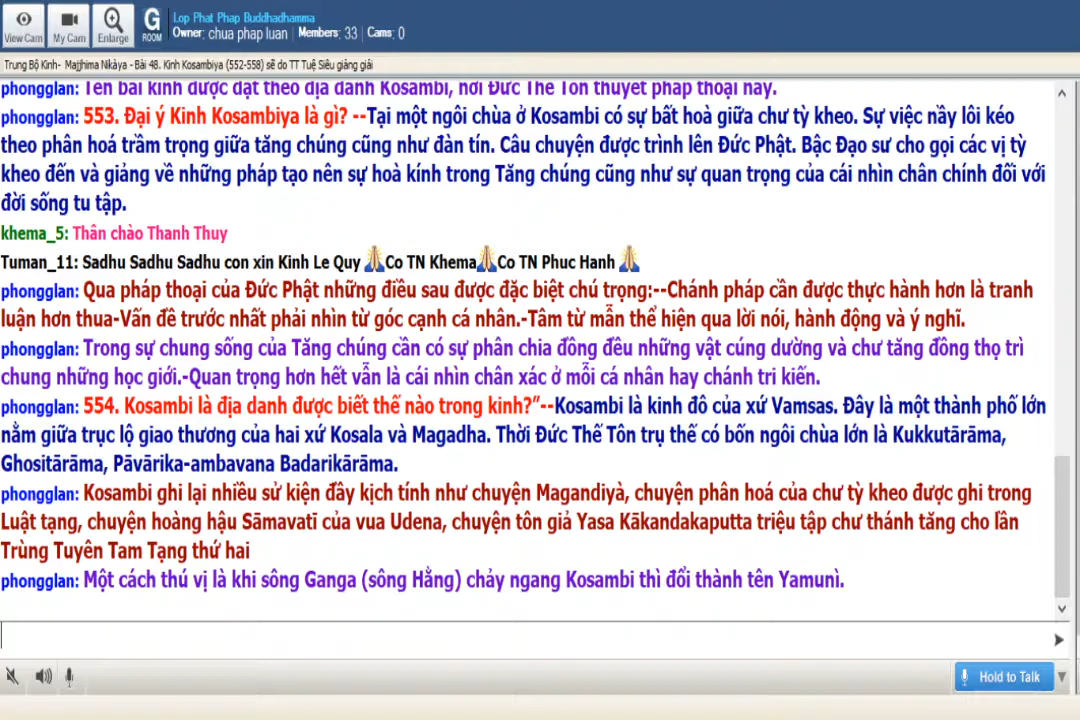 Lop Phat Phap Buddhadhamma
Owner: chua phap luan | Members: 33 | Cams: 0
View Cam My Cam Enlarge G ROOM
Trung Bộ Kinh- Majjhima Nikàya - Bài 48. Kinh Kosambiya (552-558) sẽ do TT Tuệ Siêu giảng giải
phongglan: Tên bài kinh được đặt theo địa danh Kosambi, nơi Đức Thế Tôn thuyết pháp thoại này.
phongglan: 553. Đại ý Kinh Kosambiya là gì? --Tại một ngôi chùa ở Kosambi có sự bất hoà giữa chư tỳ kheo. Sự việc nầy lôi kéo
theo phân hoá trầm trọng giữa tăng chúng cũng như đàn tín. Câu chuyện được trình lên Đức Phật. Bậc Đạo sư cho gọi các vị tỳ
kheo đến và giảng về những pháp tạo nên sự hoà kính trong Tăng chúng cũng như sự quan trọng của cái nhìn chân chính đối với
đời sống tu tập.
khema_5: Thân chào Thanh Thuy
Tuman_11: Sadhu Sadhu Sadhu con xin Kinh Le Quy 🙏Co TN Khema🙏Co TN Phuc Hanh 🙏
phongglan: Qua pháp thoại của Đức Phật những điều sau được đặc biệt chú trọng:--Chánh pháp cần được thực hành hơn là tranh
luận hơn thua-Vấn đề trước nhất phải nhìn từ góc cạnh cá nhân.-Tâm từ mẫn thể hiện qua lời nói, hành động và ý nghĩ.
phongglan: Trong sự chung sống của Tăng chúng cần có sự phân chia đồng đều những vật cúng dường và chư tăng đồng thọ trì
chung những học giới.-Quan trọng hơn hết vẫn là cái nhìn chân xác ở mỗi cá nhân hay chánh tri kiến.
phongglan: 554. Kosambi là địa danh được biết thế nào trong kinh?"--Kosambi là kinh đô của xứ Vamsas. Đây là một thành phố lớn
nằm giữa trục lộ giao thương của hai xứ Kosala và Magadha. Thời Đức Thế Tôn trụ thế có bốn ngôi chùa lớn là Kukkutārāma,
Ghositārāma, Pāvārika-ambavana Badarikārāma.
phongglan: Kosambi ghi lại nhiều sử kiện đầy kịch tính như chuyện Magandiyà, chuyện phân hoá của chư tỳ kheo được ghi trong
Luật tạng, chuyện hoàng hậu Sāmavatī của vua Udena, chuyện tôn giả Yasa Kākandakaputta triệu tập chư thánh tăng cho lần
Trùng Tuyên Tam Tạng thứ hai
phongglan: Một cách thú vị là khi sông Ganga (sông Hằng) chảy ngang Kosambi thì đổi thành tên Yamunì.
Hold to Talk